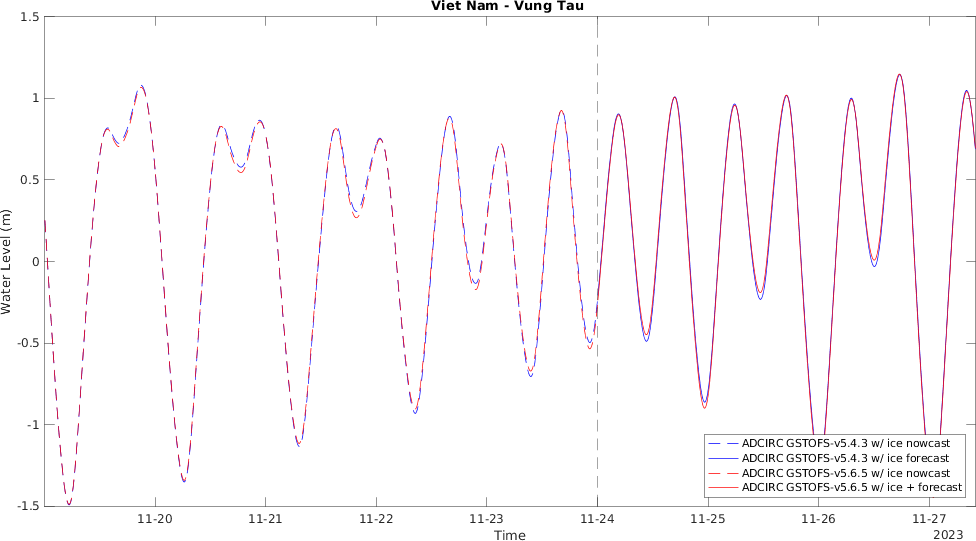 Viet Nam - Vung Tau
Water Level (m)
1.5
1
0.5
0
-0.5
-1
-1.5
11-20
11-21
11-22
11-23
11-24
11-25
11-26
11-27
Time
2023
ADCIRC GSTOFS-v5.4.3 w/ ice nowcast
ADCIRC GSTOFS-v5.4.3 w/ ice forecast
ADCIRC GSTOFS-v5.6.5 w/ ice nowcast
ADCIRC GSTOFS-v5.6.5 w/ ice + forecast